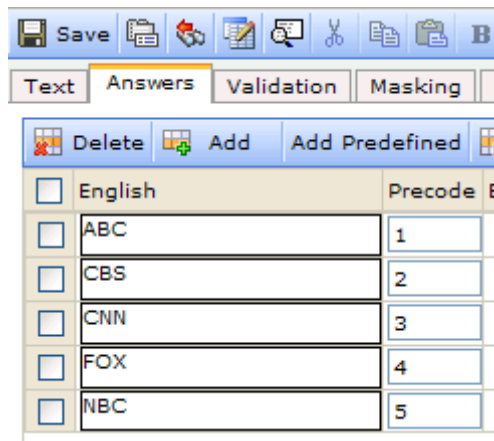 Save B
Text Answers Validation Masking
Delete Add Add Predefined
English Precode
ABC 1
CBS 2
CNN 3
FOX 4
NBC 5